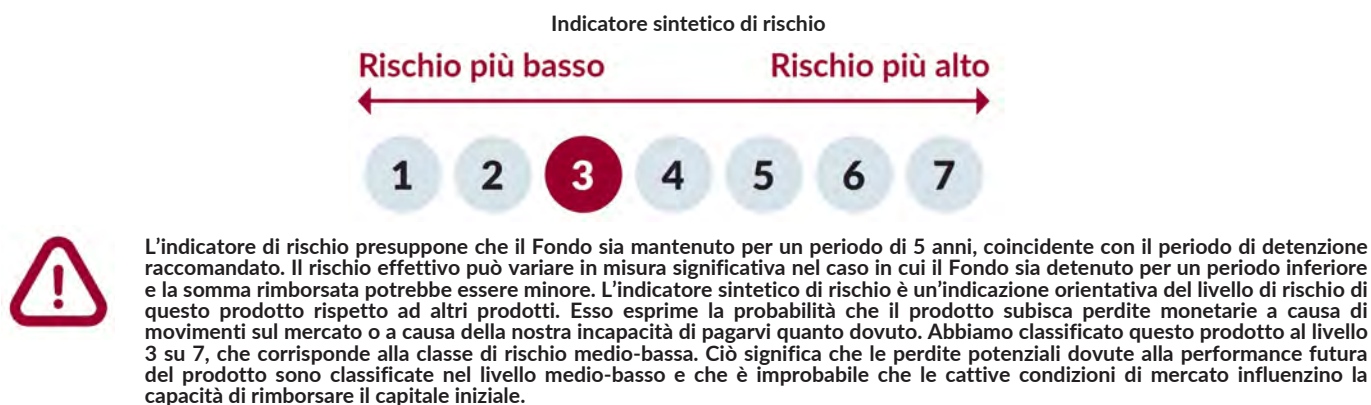 Indicatore sintetico di rischio
Rischio più basso Rischio più alto
1 2 3 4 5 6 7
L’indicatore di rischio presuppone che il Fondo sia mantenuto per un periodo di 5 anni, coincidente con il periodo di detenzione
raccomandato. Il rischio effettivo può variare in misura significativa nel caso in cui il Fondo sia detenuto per un periodo inferiore
e la somma rimborsata potrebbe essere minore. L’indicatore sintetico di rischio è un’indicazione orientativa del livello di rischio di
questo prodotto rispetto ad altri prodotti. Esso esprime la probabilità che il prodotto subisca perdite monetarie a causa di
movimenti sul mercato o a causa della nostra incapacità di pagarvi quanto dovuto. Abbiamo classificato questo prodotto al livello
3 su 7, che corrisponde alla classe di rischio medio-bassa. Ciò significa che le perdite potenziali dovute alla performance futura
del prodotto sono classificate nel livello medio-basso e che è improbabile che le cattive condizioni di mercato influenzino la
capacità di rimborsare il capitale iniziale.